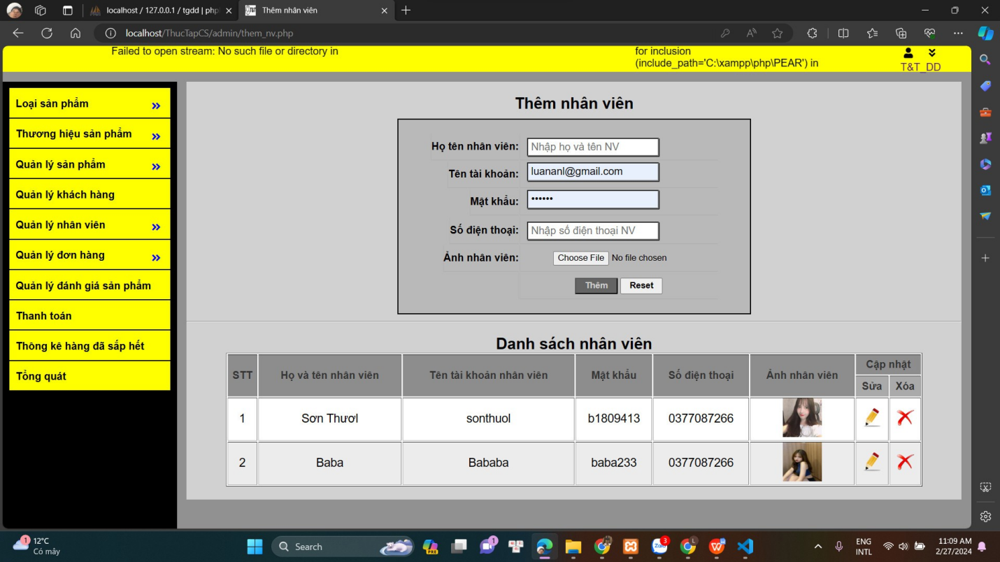 localhost / 127.0.0.1 / tgdd | php
Thêm nhân viên
localhost/ThucTapCS/admin/them_nv.php
Failed to open stream: No such file or directory in
for inclusion
(include_path='C:\xampp\php\PEAR') in
T&T_DD
Loại sản phẩm
Thương hiệu sản phẩm
Quản lý sản phẩm
Quản lý khách hàng
Quản lý nhân viên
Quản lý đơn hàng
Quản lý đánh giá sản phẩm
Thanh toán
Thông kê hàng đã sắp hết
Tổng quát
Thêm nhân viên
Họ tên nhân viên: Nhập họ và tên NV
Tên tài khoản: luananl@gmail.com
Mật khẩu: ••••••
Số điện thoại: Nhập số điện thoại NV
Ảnh nhân viên: Choose File No file chosen
Thêm Reset
Danh sách nhân viên
STT Họ và tên nhân viên Tên tài khoản nhân viên Mật khẩu Số điện thoại Ảnh nhân viên Cập nhật
Sửa Xóa
1 Sơn Thươl sonthuol b1809413 0377087266
2 Baba Bababa baba233 0377087266
1 12°C
Có mây
Search
PRE
1
Zalo 3
L
ENG
INTL
11:09 AM
2/27/2024